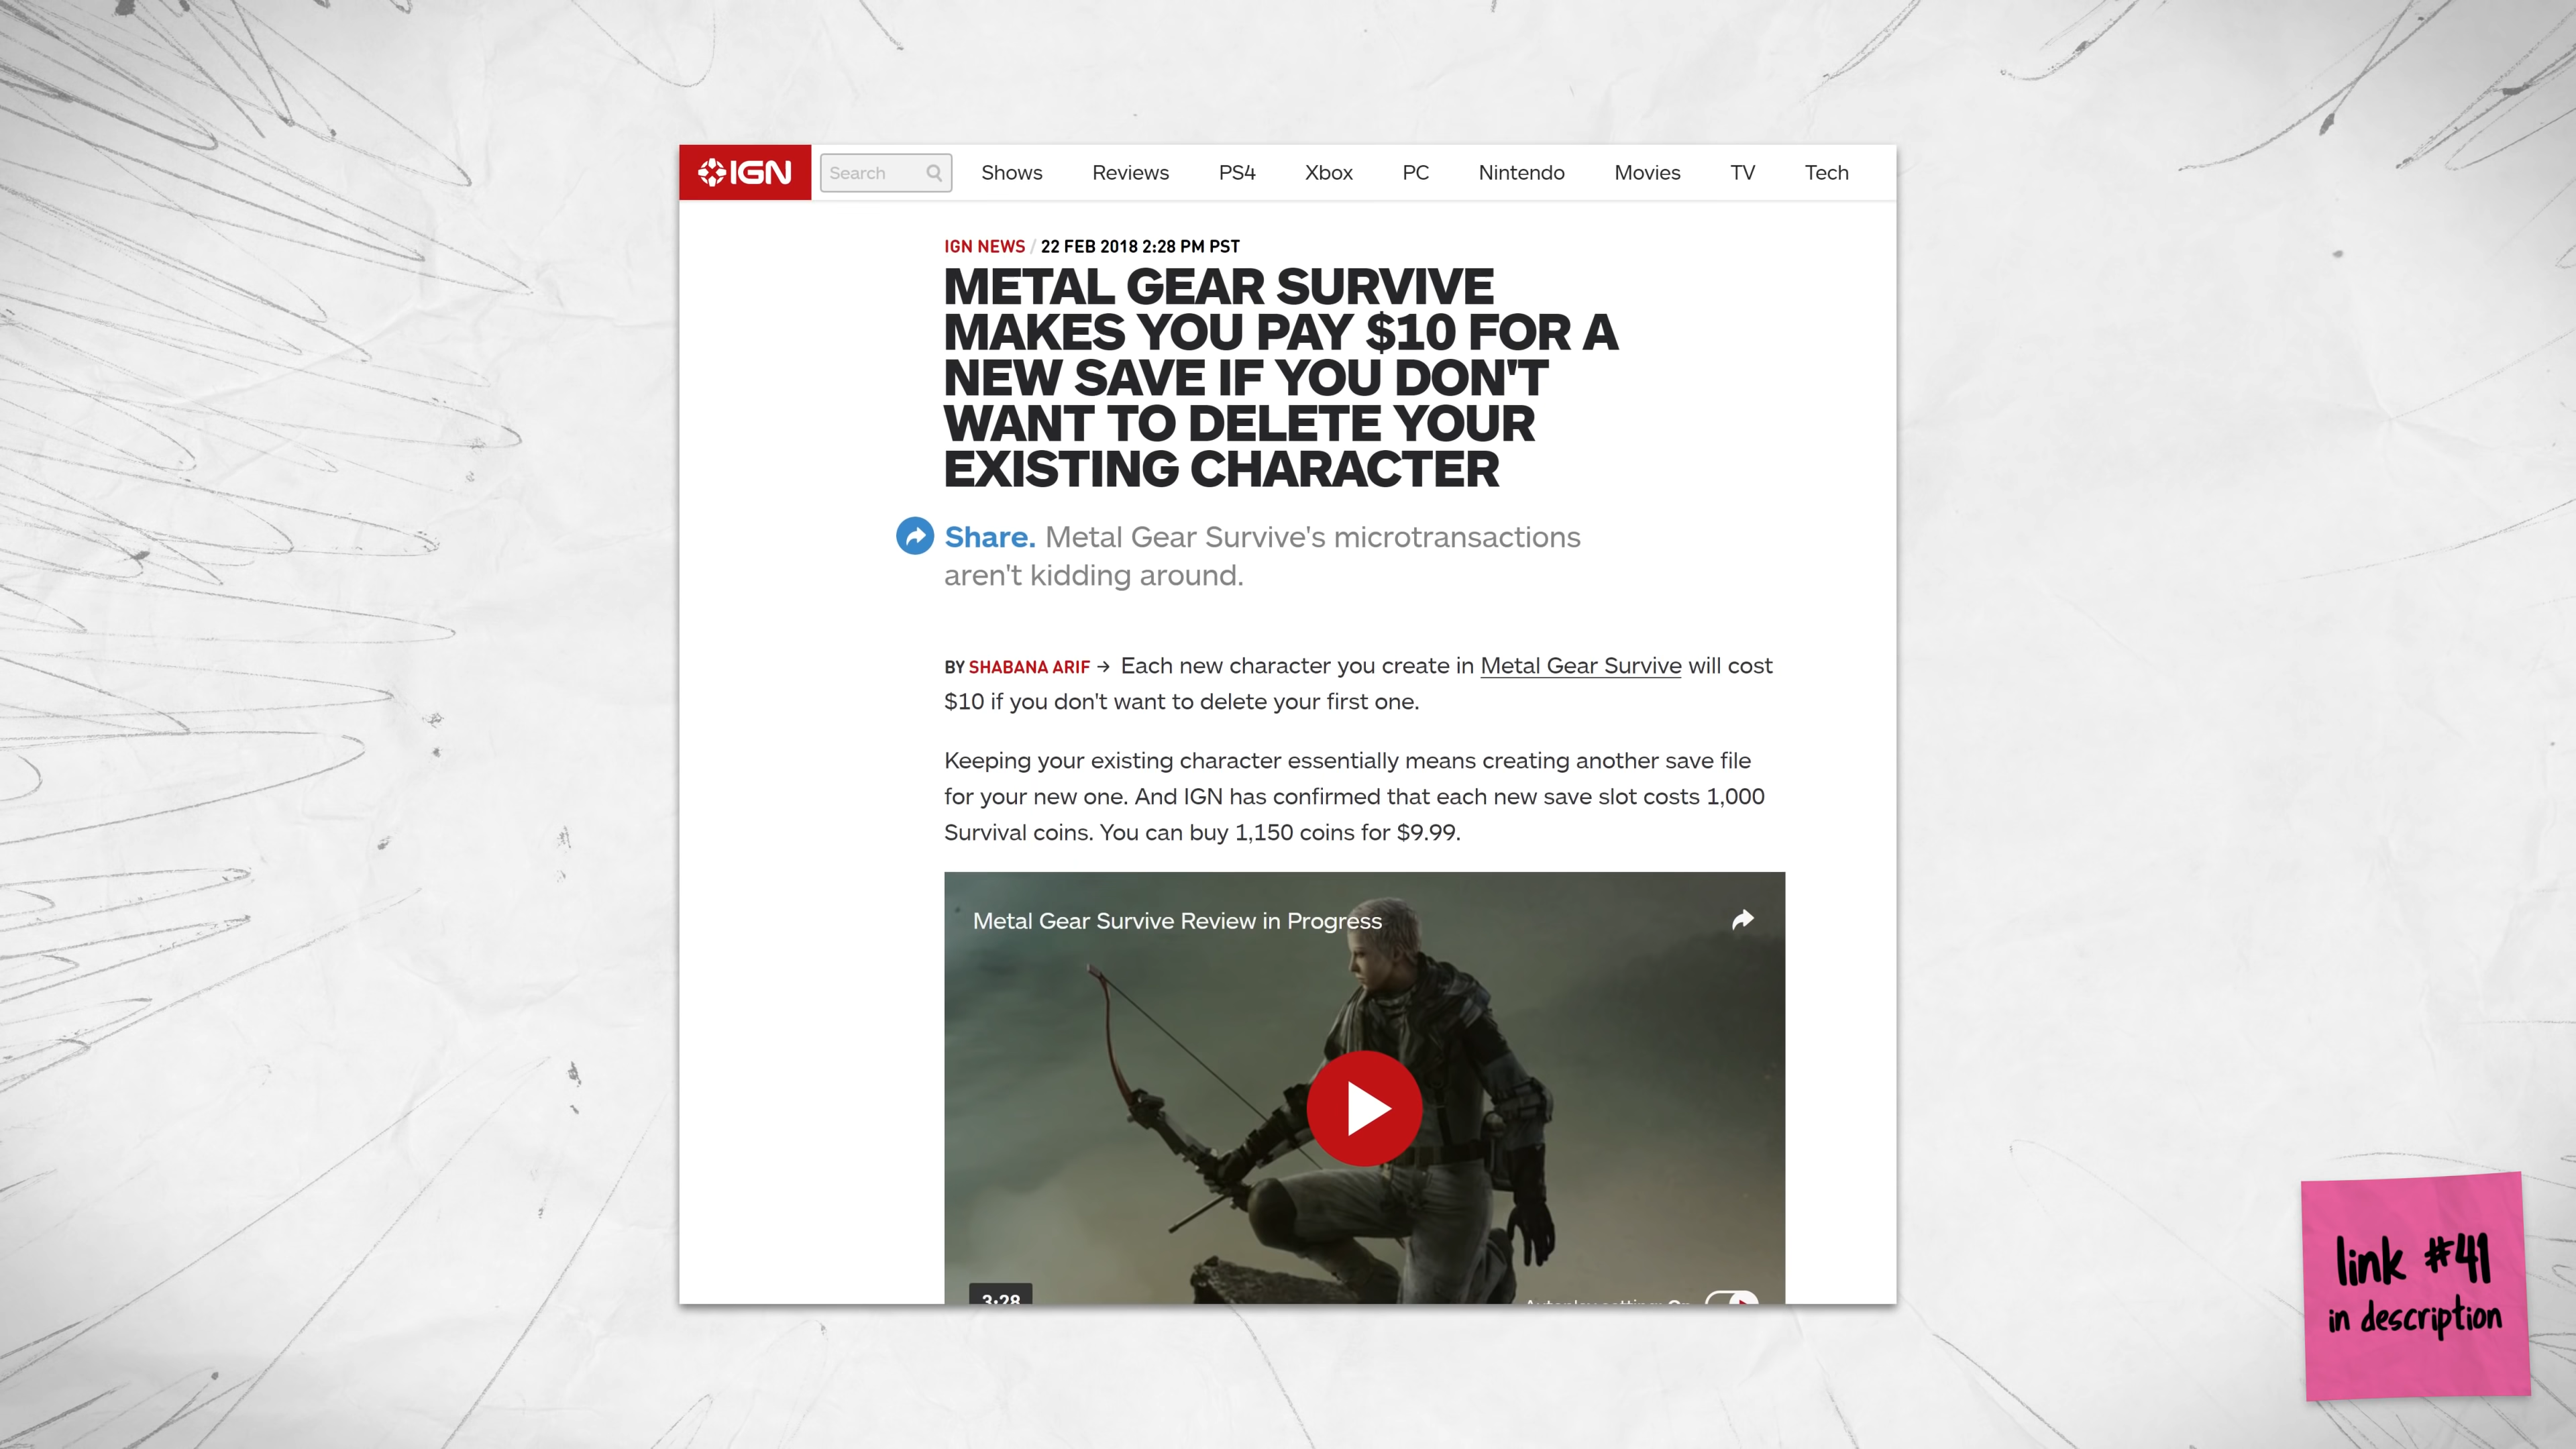 IGN
Search
Shows
Reviews
PS4
Xbox
PC
Nintendo
Movies
TV
Tech
IGN NEWS / 22 FEB 2018 2:28 PM PST
METAL GEAR SURVIVE
MAKES YOU PAY $10 FOR A
NEW SAVE IF YOU DON'T
WANT TO DELETE YOUR
EXISTING CHARACTER
Share. Metal Gear Survive's microtransactions
aren't kidding around.
BY SHABANA ARIF → Each new character you create in Metal Gear Survive will cost
$10 if you don't want to delete your first one.
Keeping your existing character essentially means creating another save file
for your new one. And IGN has confirmed that each new save slot costs 1,000
Survival coins. You can buy 1,150 coins for $9.99.
Metal Gear Survive Review in Progress
3:28
link #41
in description